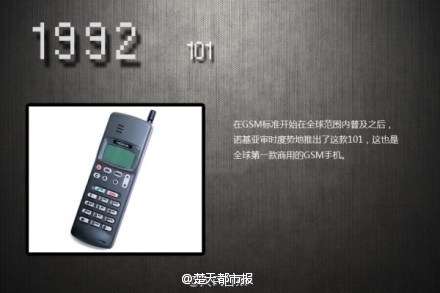 1992
101
在GSM标准开始在全球范围内普及之后，
诺基亚审时度势地推出了这款101，这也是
全球第一款商用的GSM手机。
@楚天都市报